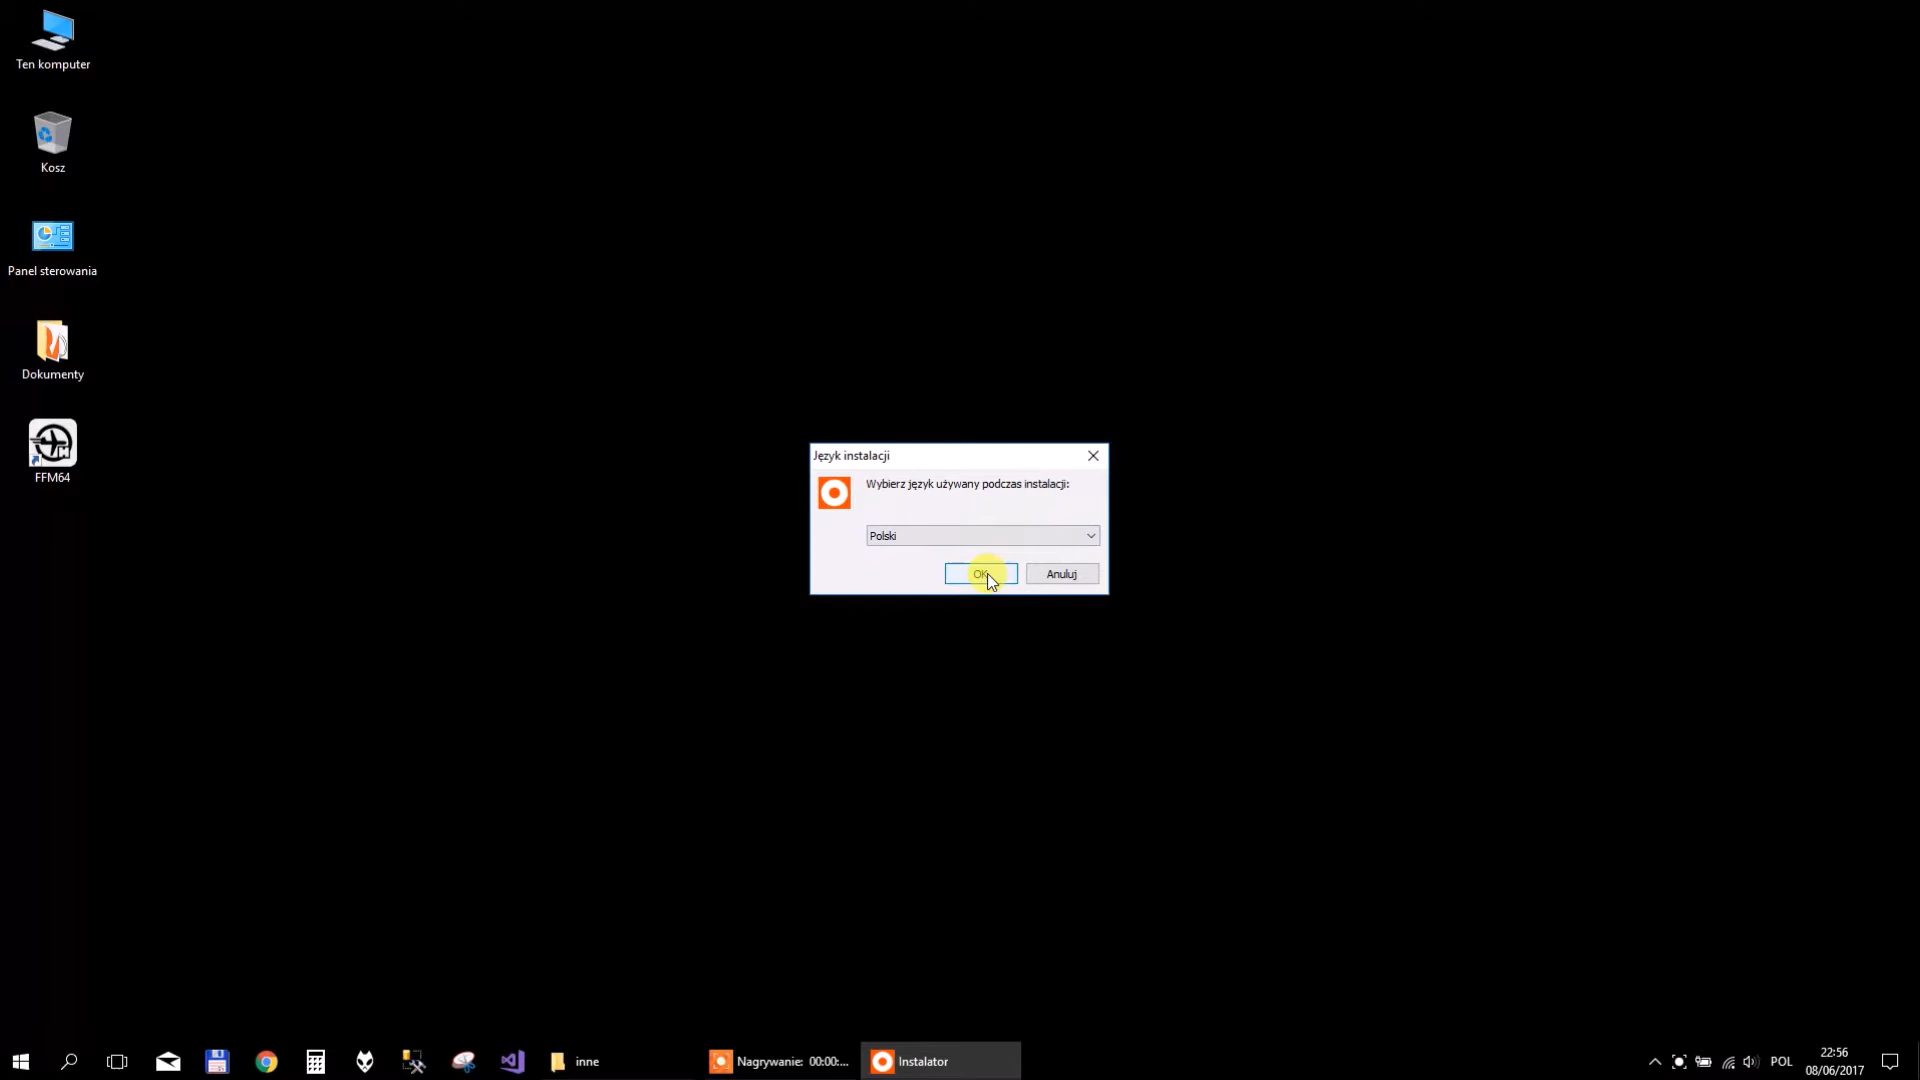 Ten komputer
Kosz
Panel sterowania
Dokumenty
FFM64
Język instalacji
Wybierz język używany podczas instalacji:
Polski
OK
Anuluj
inne
Nagrywanie: 00:00:...
Instalator
POL
22:56
08/06/2017